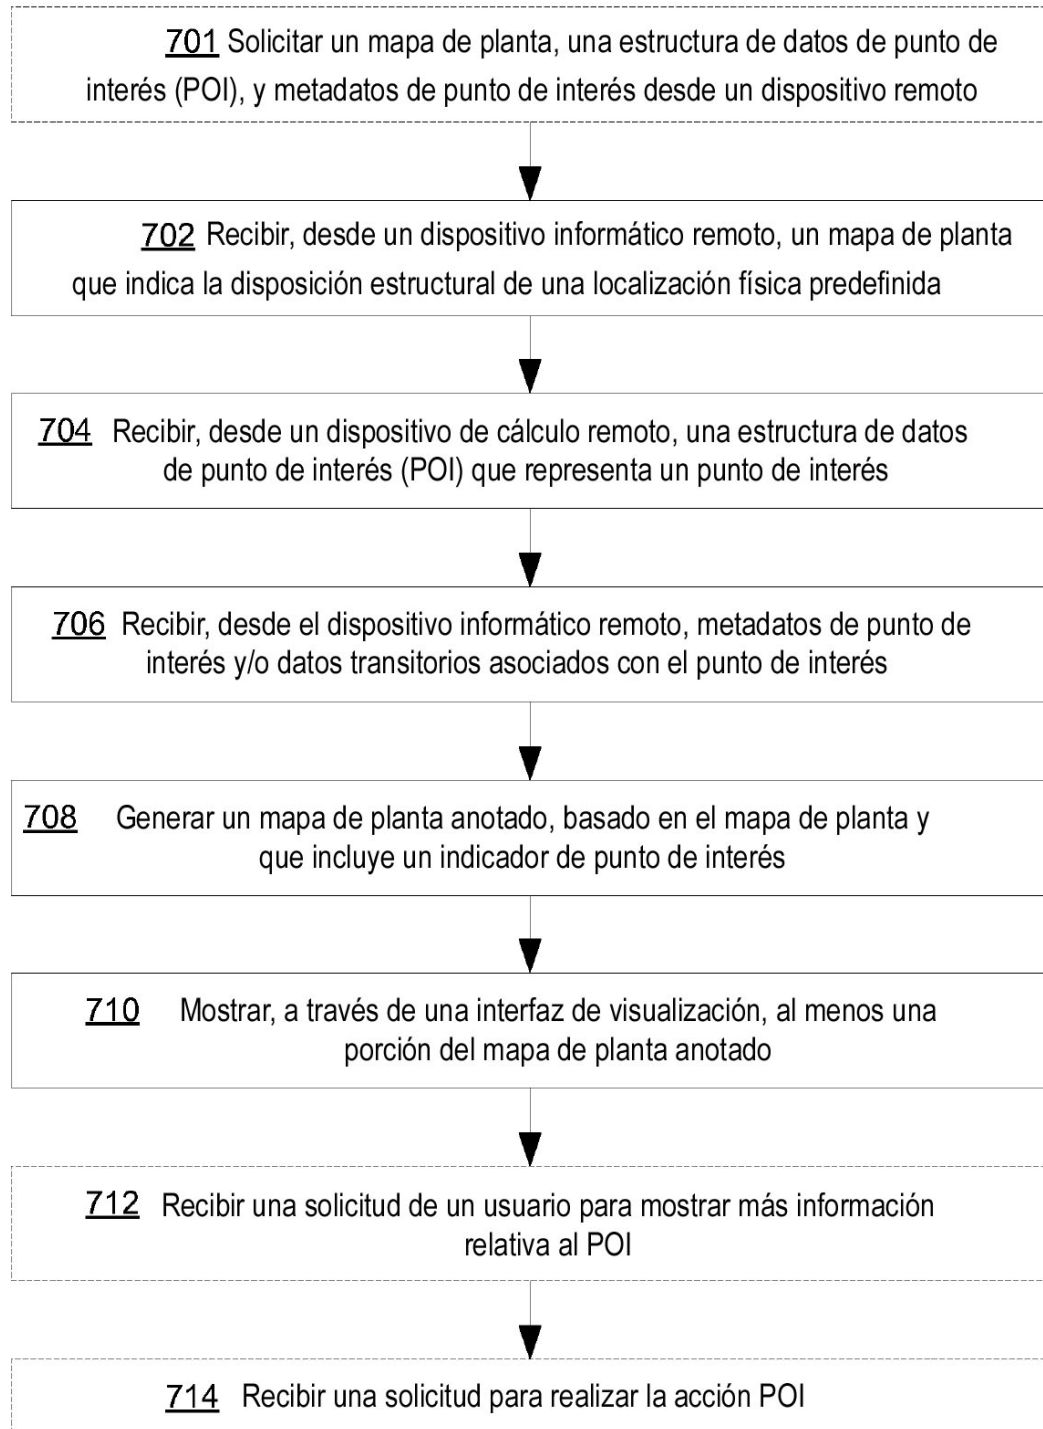 701 Solicitar un mapa de planta, una estructura de datos de punto de
interés (POI), y metadatos de punto de interés desde un dispositivo remoto
702 Recibir, desde un dispositivo informático remoto, un mapa de planta
que indica la disposición estructural de una localización física predefinida
704 Recibir, desde un dispositivo de cálculo remoto, una estructura de datos
de punto de interés (POI) que representa un punto de interés
706 Recibir, desde el dispositivo informático remoto, metadatos de punto de
interés y/o datos transitorios asociados con el punto de interés
708 Generar un mapa de planta anotado, basado en el mapa de planta y
que incluye un indicador de punto de interés
710 Mostrar, a través de una interfaz de visualización, al menos una
porción del mapa de planta anotado
712 Recibir una solicitud de un usuario para mostrar más información
relativa al POI
714 Recibir una solicitud para realizar la acción POI